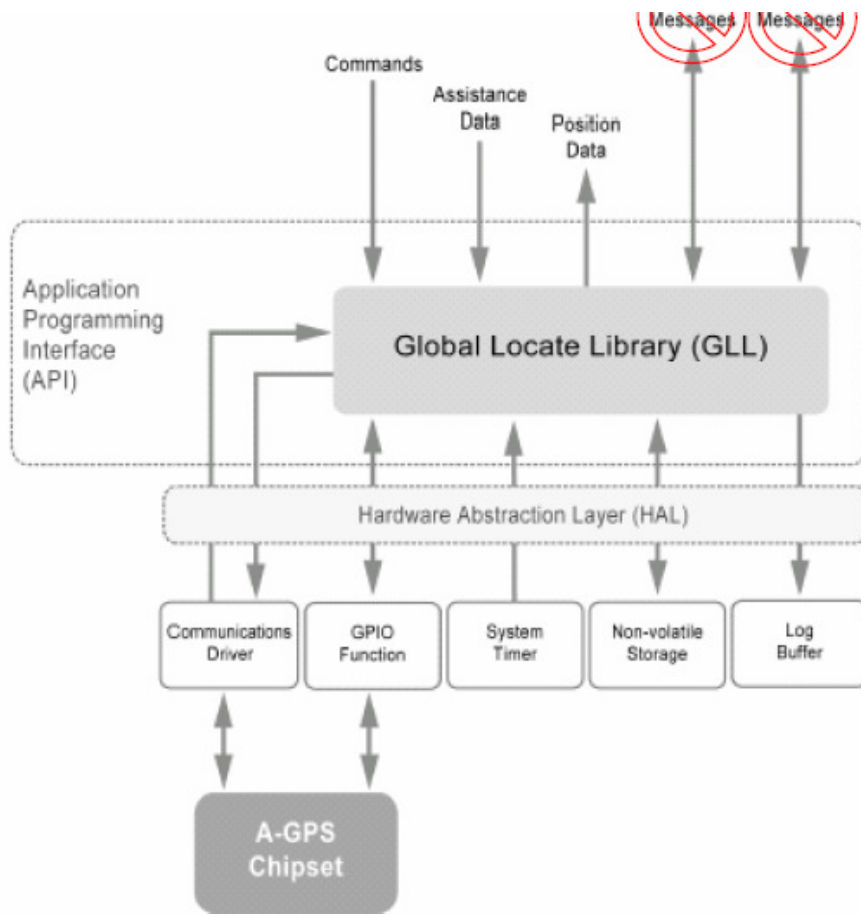 Messages
Messages
Commands
Assistance
Data
Position
Data
Application
Programming
Interface
(API)
Global Locate Library (GLL)
Hardware Abstraction Layer (HAL)
Communications
Driver
GPIO
Function
System
Timer
Non-volatile
Storage
Log
Buffer
A-GPS
Chipset